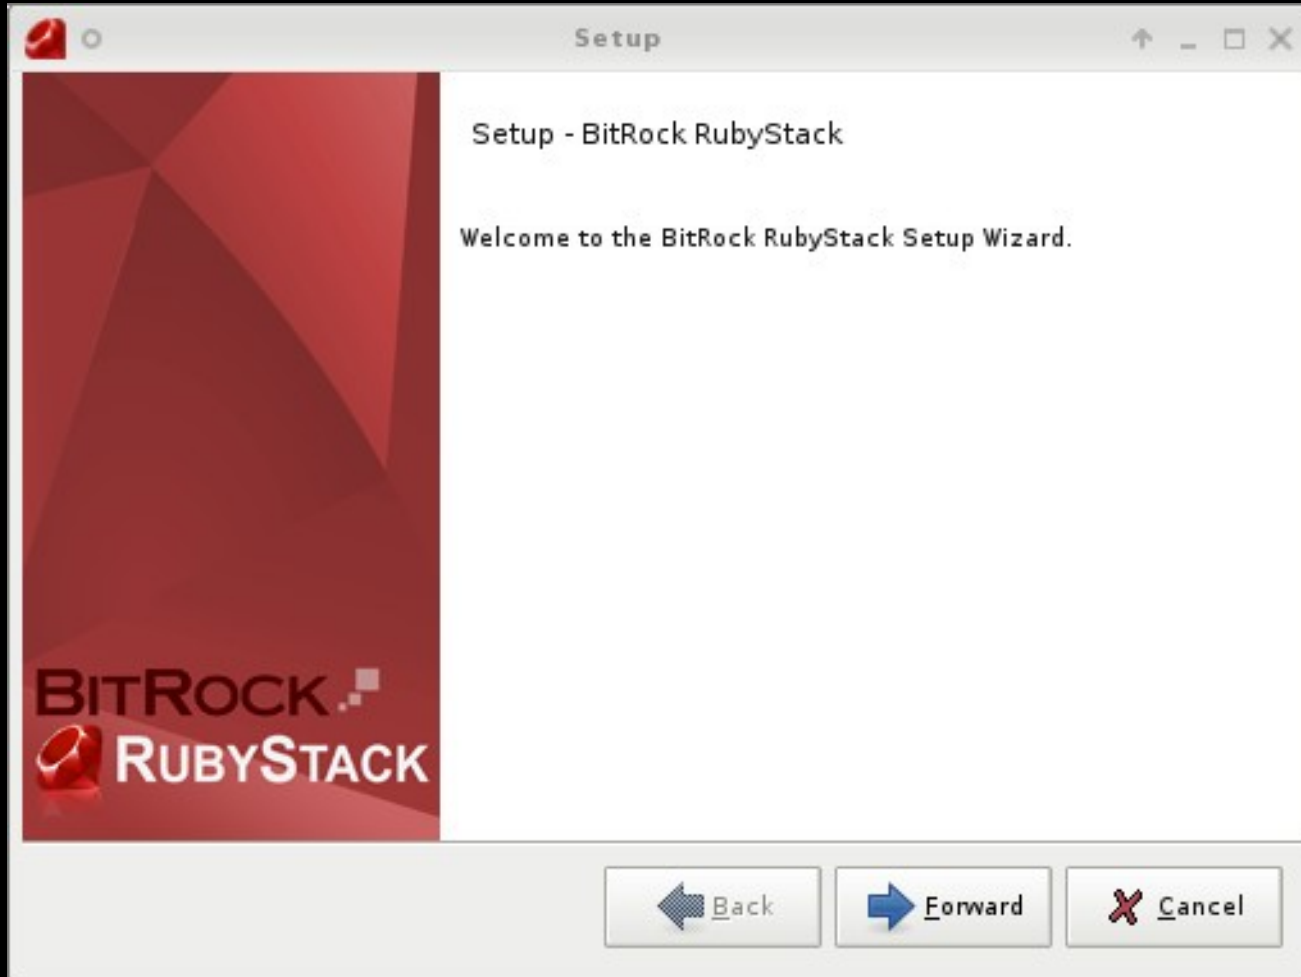 Setup
Setup - BitRock RubyStack
Welcome to the BitRock RubyStack Setup Wizard.
BITROCK
RUBYSTACK
Back
Forward
Cancel